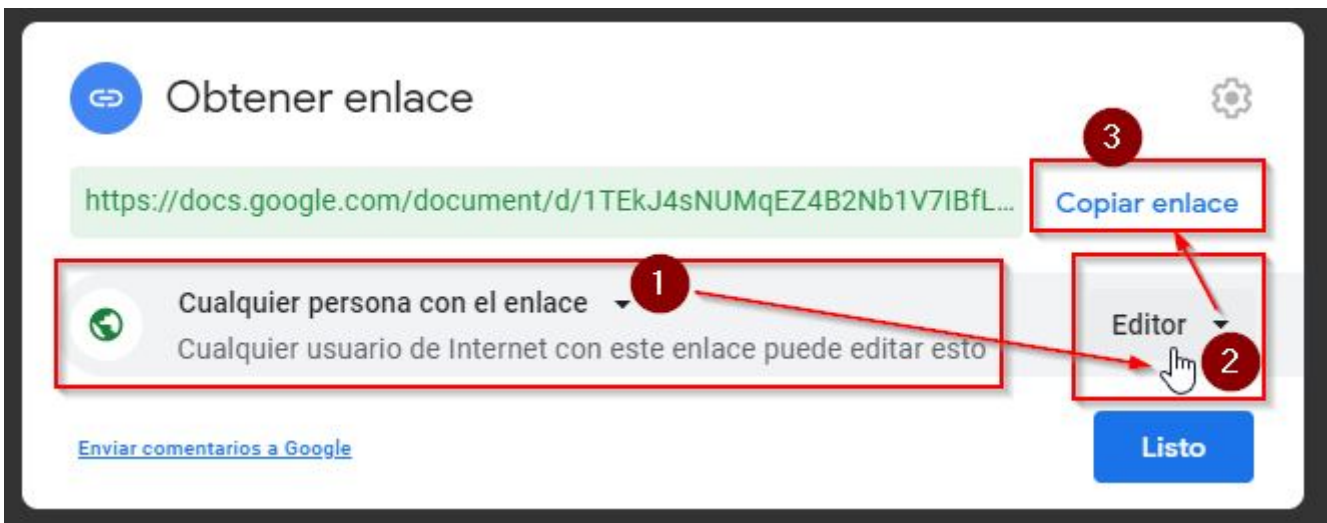 Obtener enlace
3
https://docs.google.com/document/d/1TEkJ4sNUMqEZ4B2Nb1V7IBfL...
Copiar enlace
Cualquier persona con el enlace
1
Cualquier usuario de Internet con este enlace puede editar esto
Editor
2
Enviar comentarios a Google
Listo